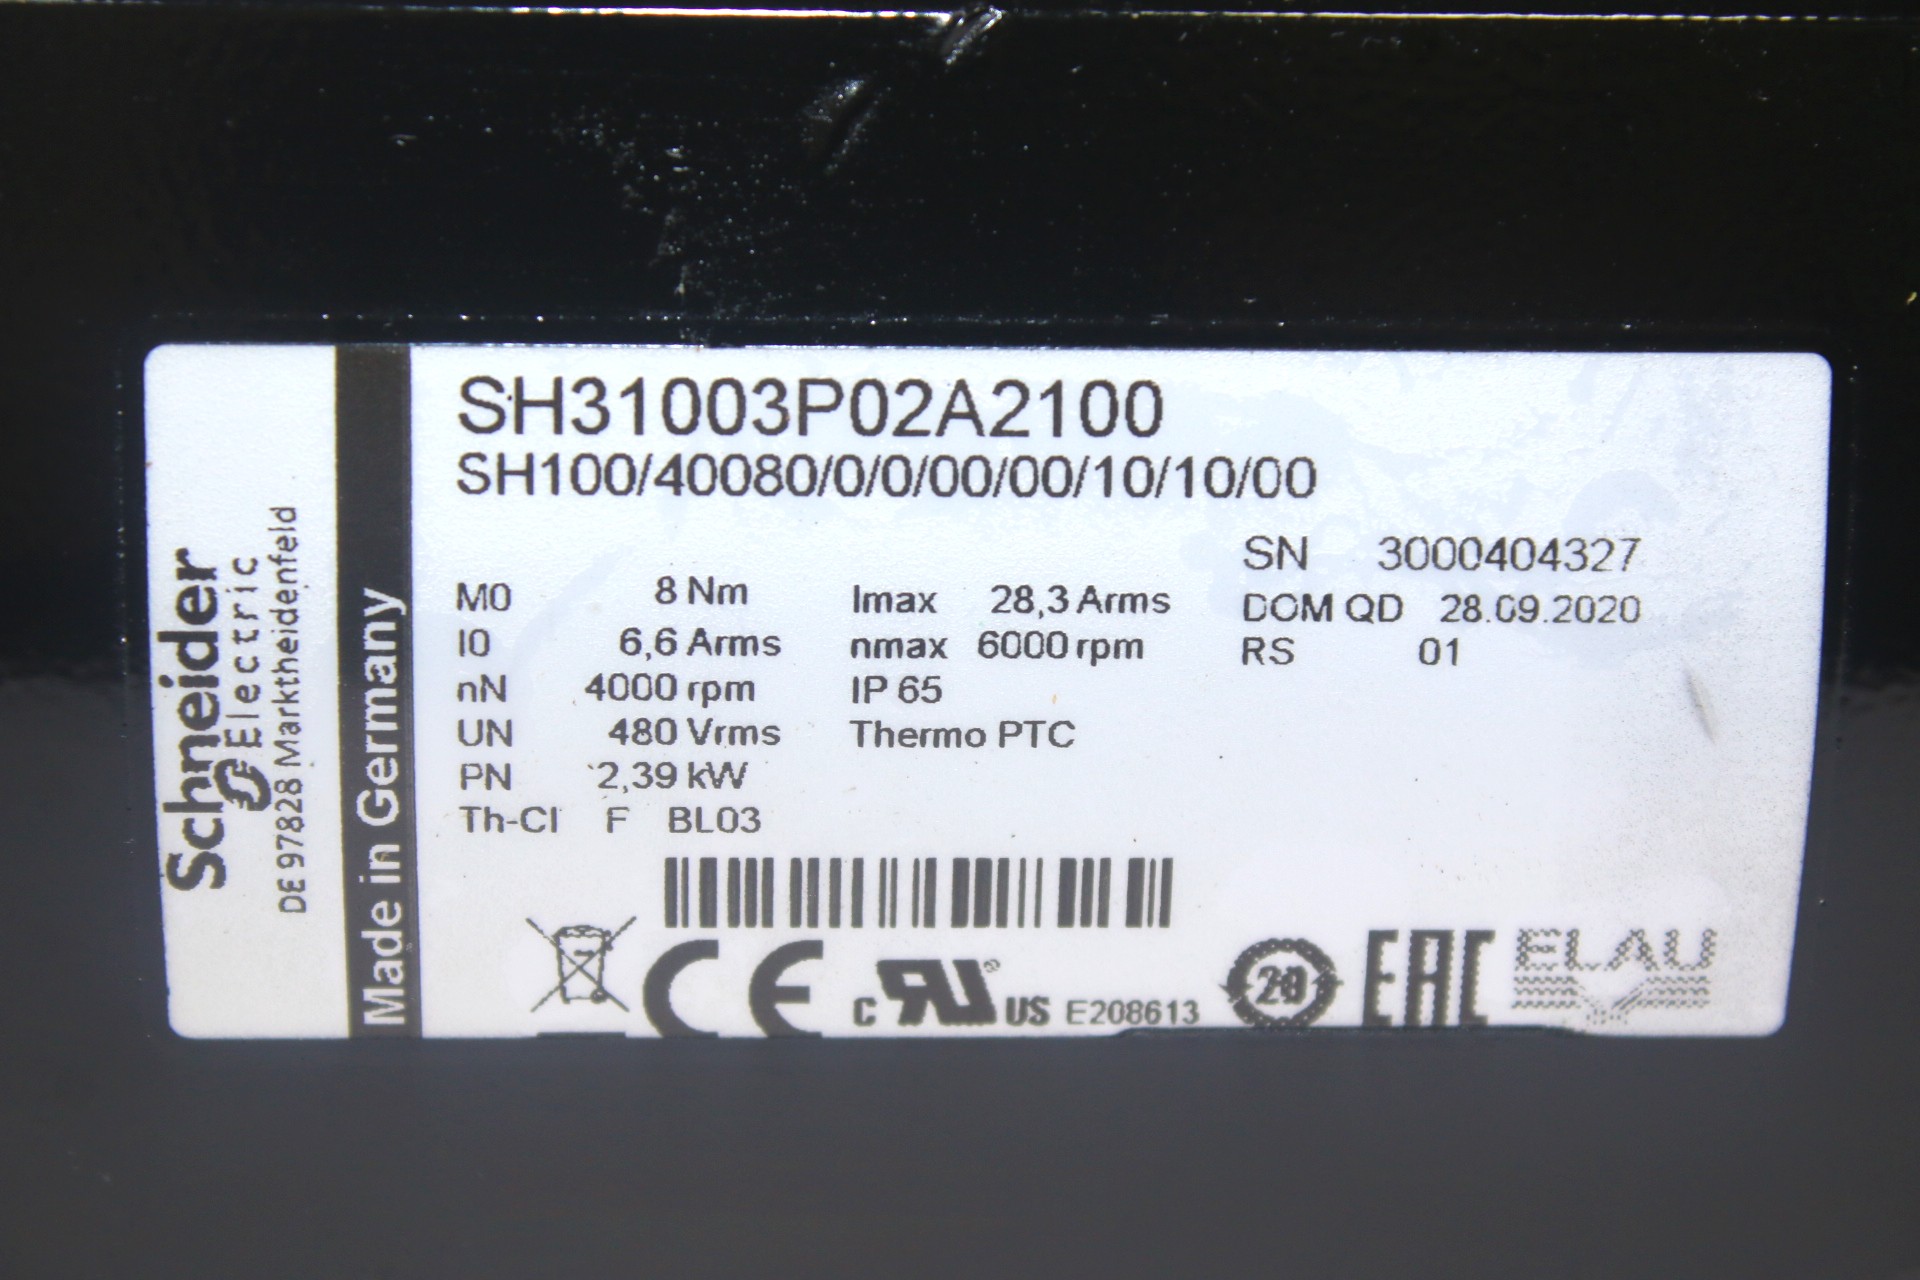 Schneider
Electric
DE 97828 Marktheidenfeld
Made in Germany
SH31003P02A2100
SH100/40080/0/0/00/00/10/10/00
SN 3000404327
DOM QD 28.09.2020
RS 01
M0 8 Nm Imax 28,3 Arms
I0 6,6 Arms nmax 6000 rpm
nN 4000 rpm IP 65
UN 480 Vrms Thermo PTC
PN 2,39 kW
Th-Cl F BL03
CE
c RU ® US E208613
20
EAC
ELAU